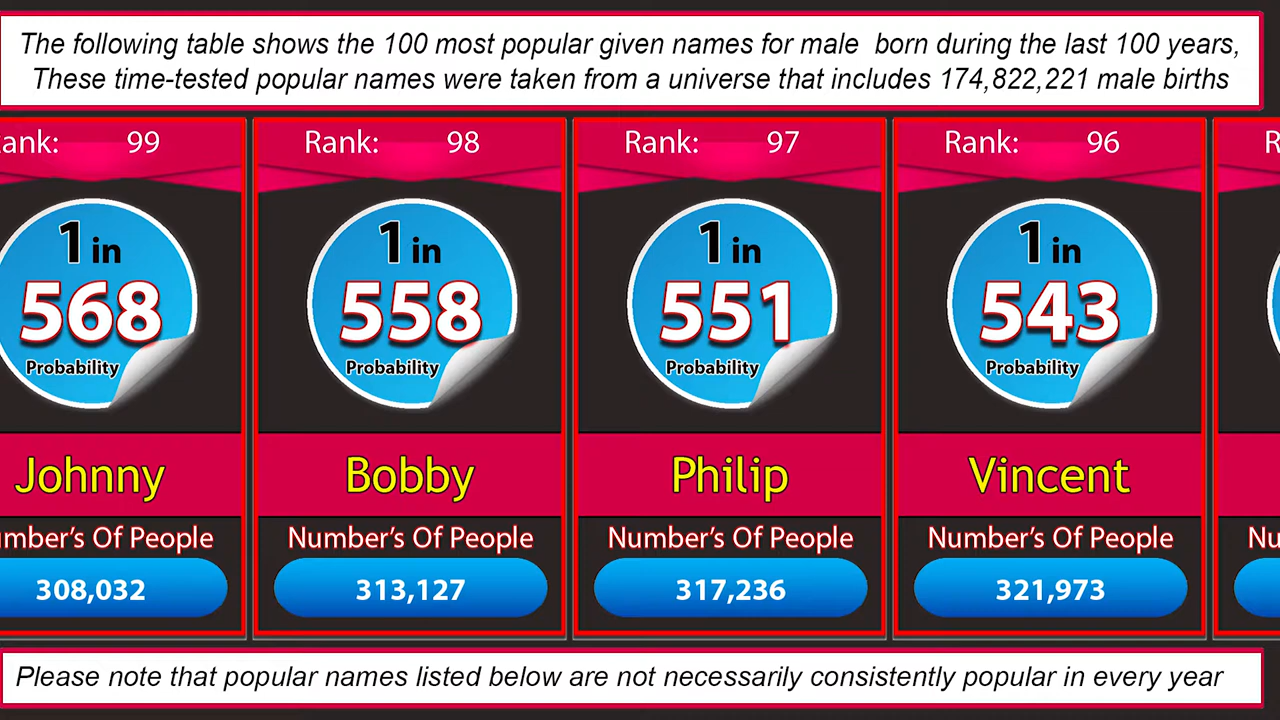 The following table shows the 100 most popular given names for male born during the last 100 years,
These time-tested popular names were taken from a universe that includes 174,822,221 male births
ank: 99
1 in
568
Probability
Johnny
mber's Of People
308,032
Rank: 98
1 in
558
Probability
Bobby
Number's Of People
313,127
Rank: 97
1 in
551
Probability
Philip
Number's Of People
317,236
Rank: 96
1 in
543
Probability
Vincent
Number's Of People
321,973
R
Nu
Please note that popular names listed below are not necessarily consistently popular in every year